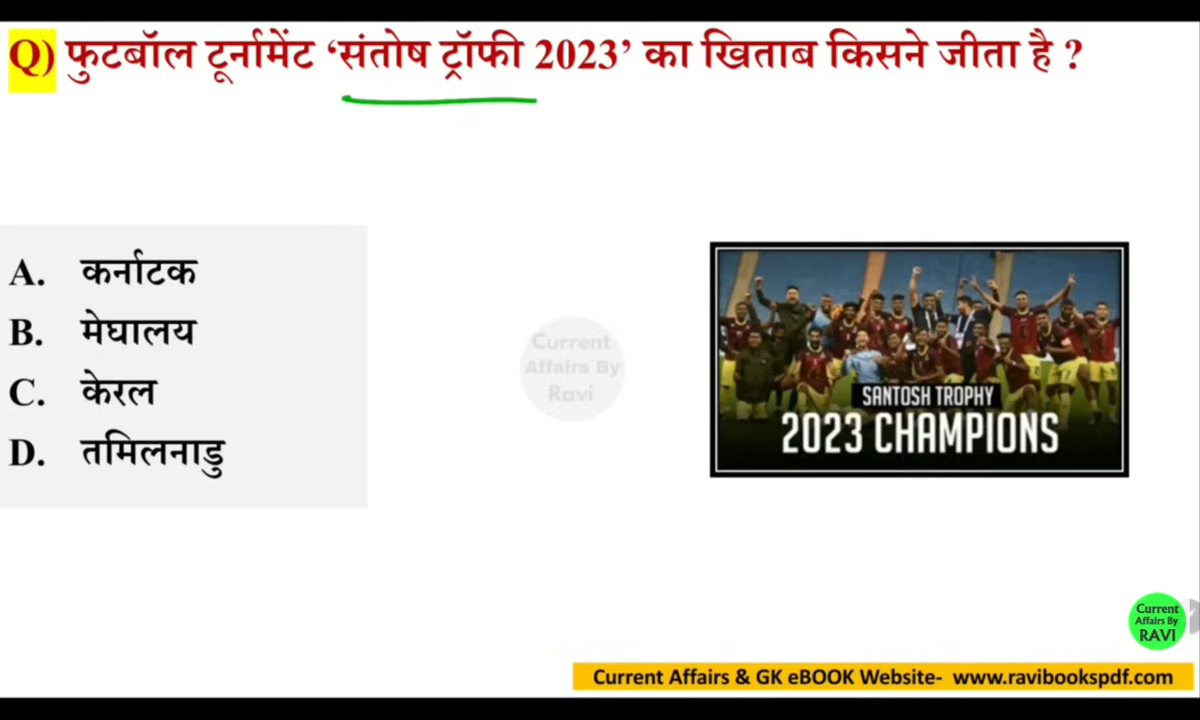 Q) फुटबॉल टूर्नामेंट ‘संतोष ट्रॉफी 2023’ का खिताब किसने जीता है ?
A. कर्नाटक
B. मेघालय
C. केरल
D. तमिलनाडु
Current
Affairs By
Ravi
SANTOSH TROPHY
2023 CHAMPIONS
Current
Affairs By
RAVI
Current Affairs & GK eBOOK Website- www.ravibookspdf.com